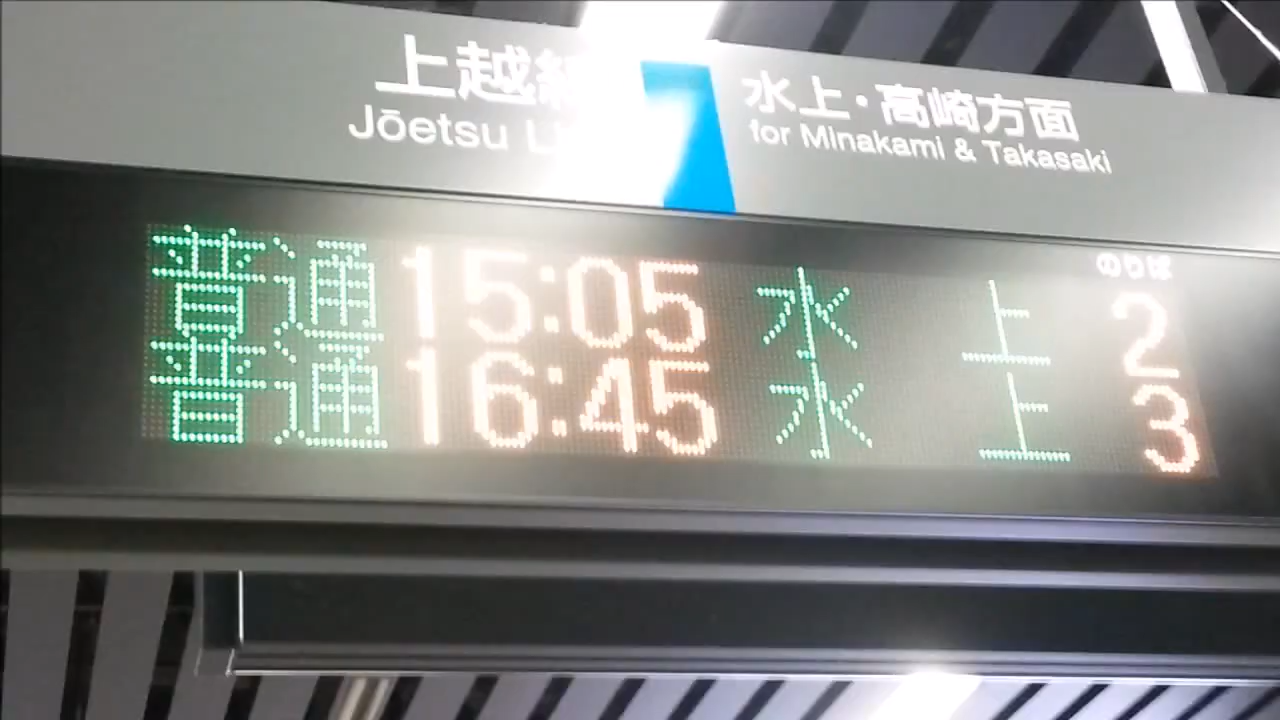 上越線
Jōetsu L
水上・高崎方面
for Minakami & Takasaki
のりば
普通 15:05 水上 2
普通 16:45 水上 3